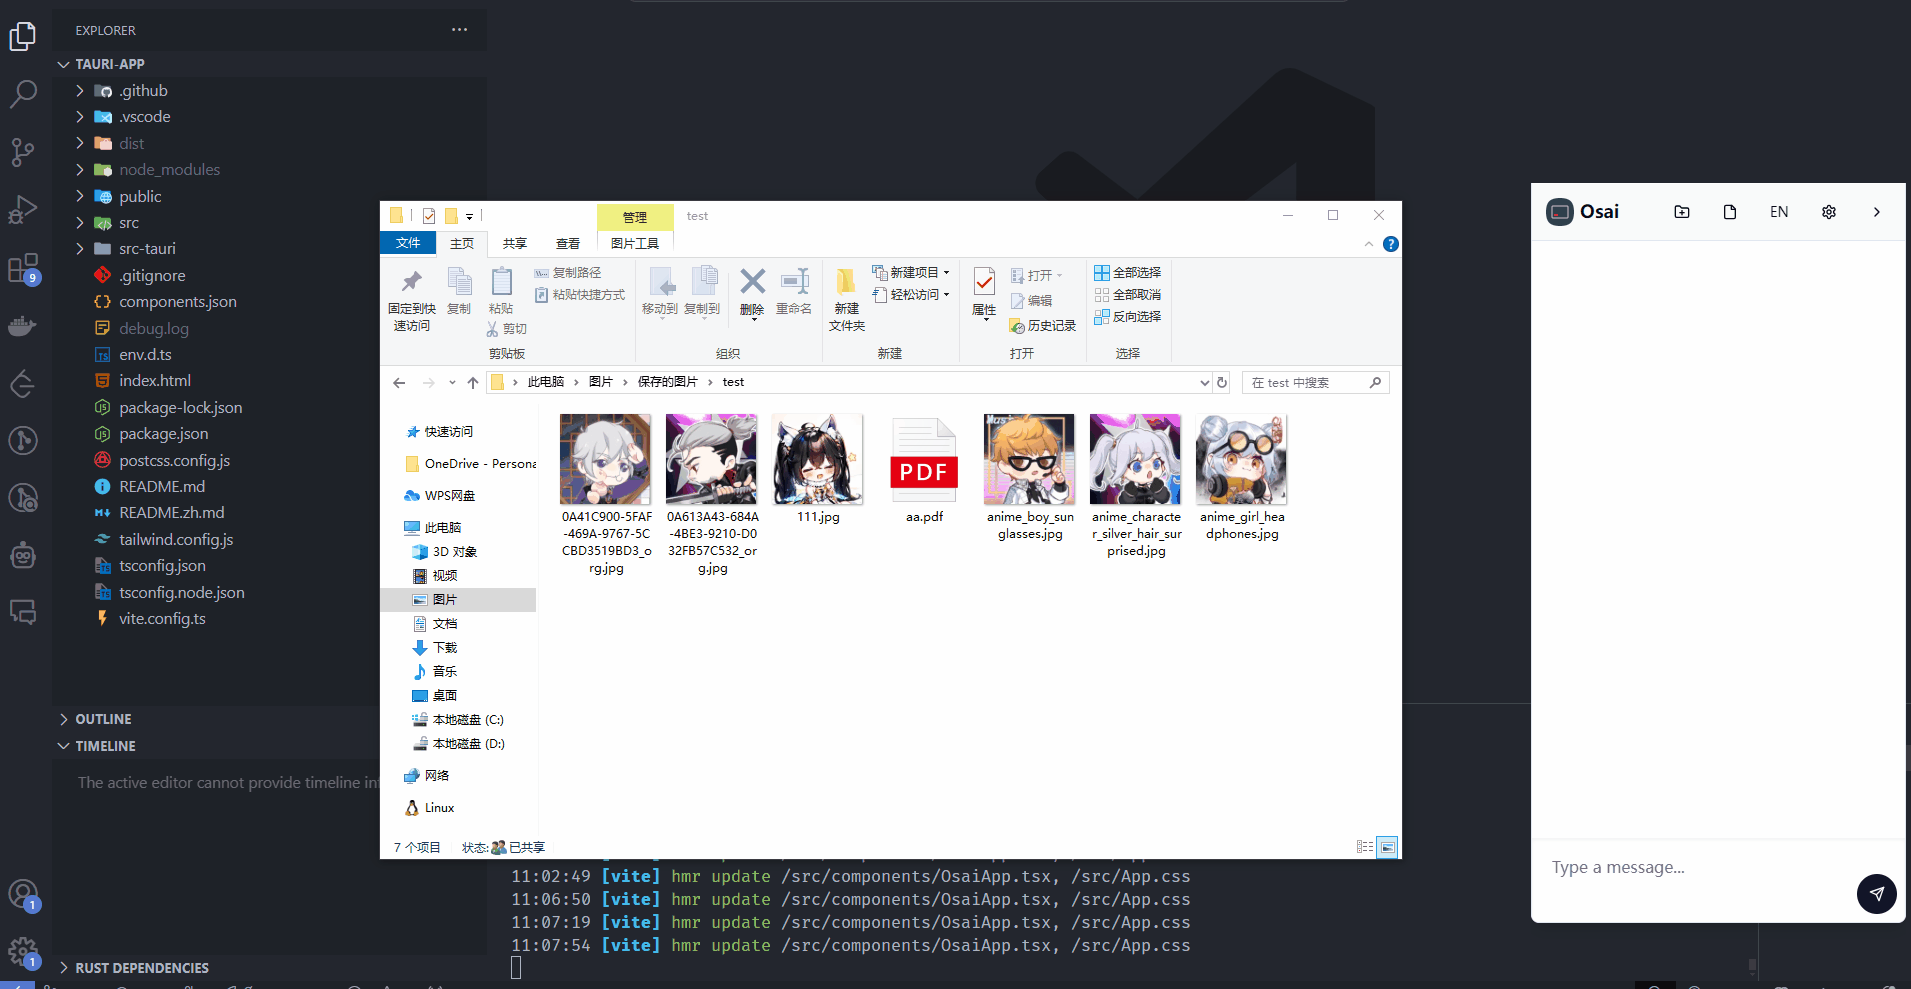 EXPLORER
TAURI-APP
.github
.vscode
dist
node_modules
public
src
src-tauri
.gitignore
components.json
debug.log
env.d.ts
index.html
package-lock.json
package.json
postcss.config.js
README.md
README.zh.md
tailwind.config.js
tsconfig.json
tsconfig.node.json
vite.config.ts
OUTLINE
TIMELINE
The active editor cannot provide timeline
RUST DEPENDENCIES
9
1
1
管理
test
文件
主页
共享
查看
图片工具
固定到快
速访问
复制
粘贴
复制路径
粘贴快捷方式
剪切
剪贴板
移动到
复制到
删除
重命名
组织
新建
文件夹
新建项目
轻松访问
新建
属性
打开
编辑
历史记录
打开
全部选择
全部取消
反向选择
选择
此电脑
图片
保存的图片
test
在 test 中搜索
快速访问
OneDrive - Persona
WPS网盘
此电脑
3D 对象
视频
图片
文档
下载
音乐
桌面
本地磁盘 (C:)
本地磁盘 (D:)
网络
Linux
PDF
0A41C900-5FAF
-469A-9767-5C
CBD3519BD3_o
rg.jpg
0A613A43-684A
-4BE3-9210-D0
32FB57C532_or
g.jpg
111.jpg
aa.pdf
anime_boy_sun
glasses.jpg
anime_characte
r_silver_hair_sur
prised.jpg
anime_girl_hea
dphones.jpg
7 个项目
状态:
已共享
11:02:49 [vite] hmr update /src/components/OsaiApp.tsx, /src/App.css
11:06:50 [vite] hmr update /src/components/OsaiApp.tsx, /src/App.css
11:07:19 [vite] hmr update /src/components/OsaiApp.tsx, /src/App.css
11:07:54 [vite] hmr update /src/components/OsaiApp.tsx, /src/App.css
Osai
EN
Type a message...